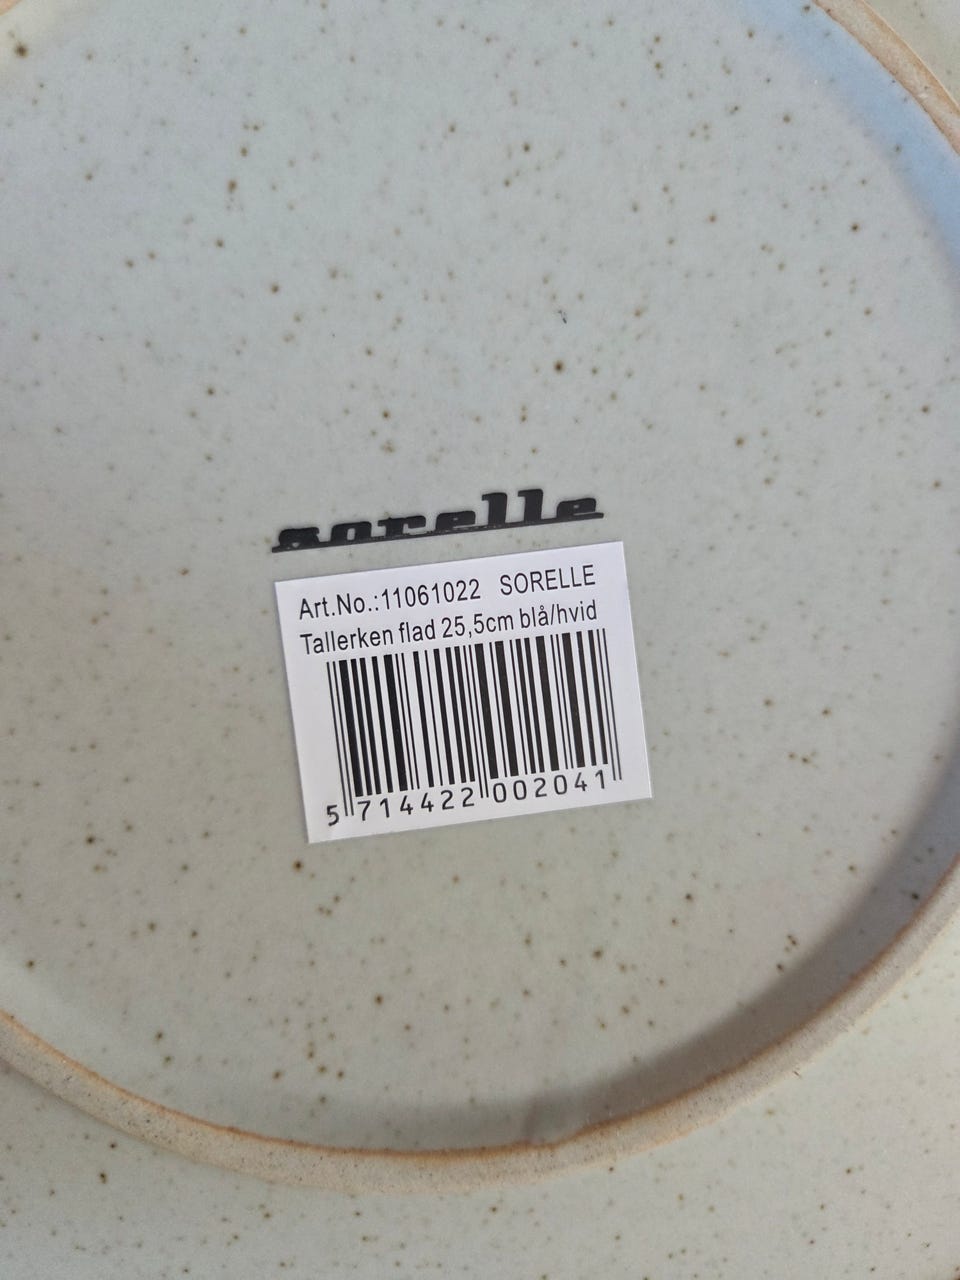 sorelle
Art.No.:11061022 SORELLE
Tallerken flad 25,5cm blå/hvid
5 714422 002041